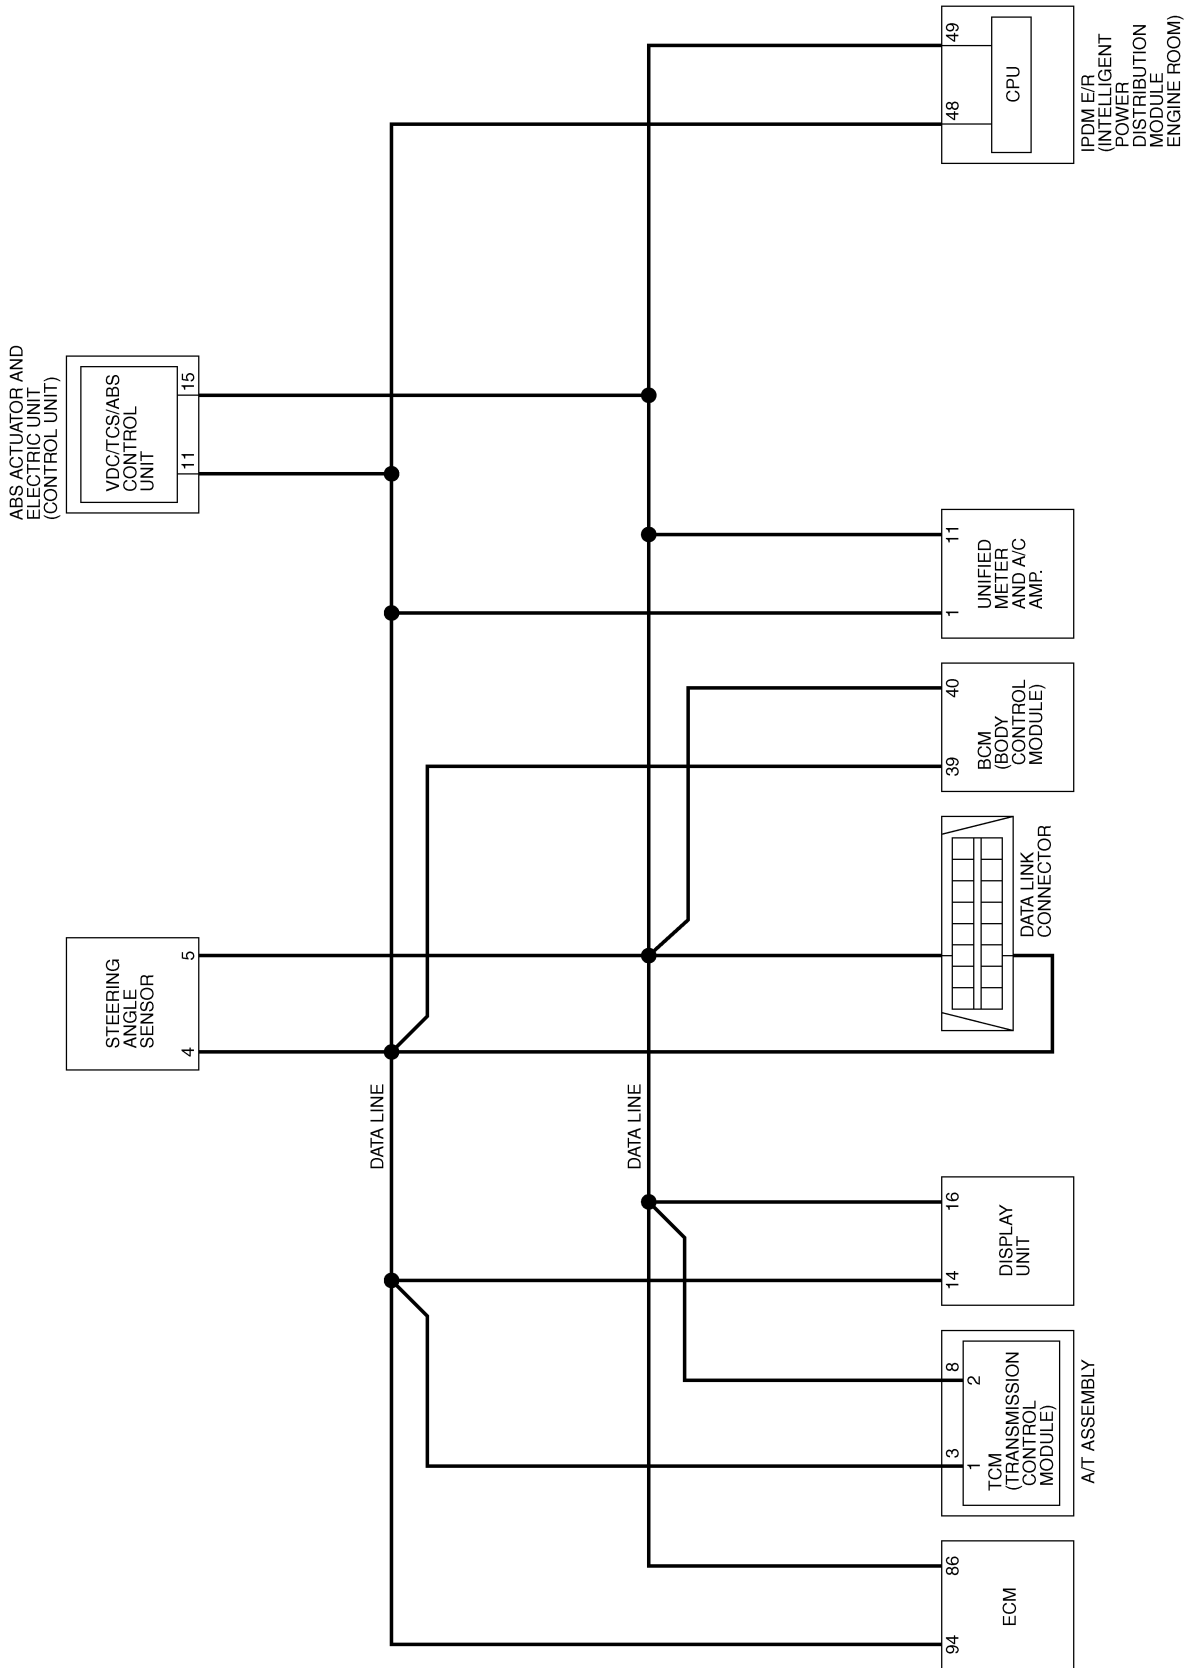 ABS ACTUATOR AND
ELECTRIC UNIT
(CONTROL UNIT)
VDC/TCS/ABS
CONTROL
UNIT
11
15
STEERING
ANGLE
SENSOR
4
5
DATA LINE
DATA LINE
94
86
ECM
3
8
1
2
TCM
(TRANSMISSION
CONTROL
MODULE)
A/T ASSEMBLY
14
16
DISPLAY
UNIT
DATA LINK
CONNECTOR
39
40
BCM
(BODY
CONTROL
MODULE)
1
11
UNIFIED
METER
AND A/C
AMP.
48
49
CPU
IPDM E/R
(INTELLIGENT
POWER
DISTRIBUTION
MODULE
ENGINE ROOM)